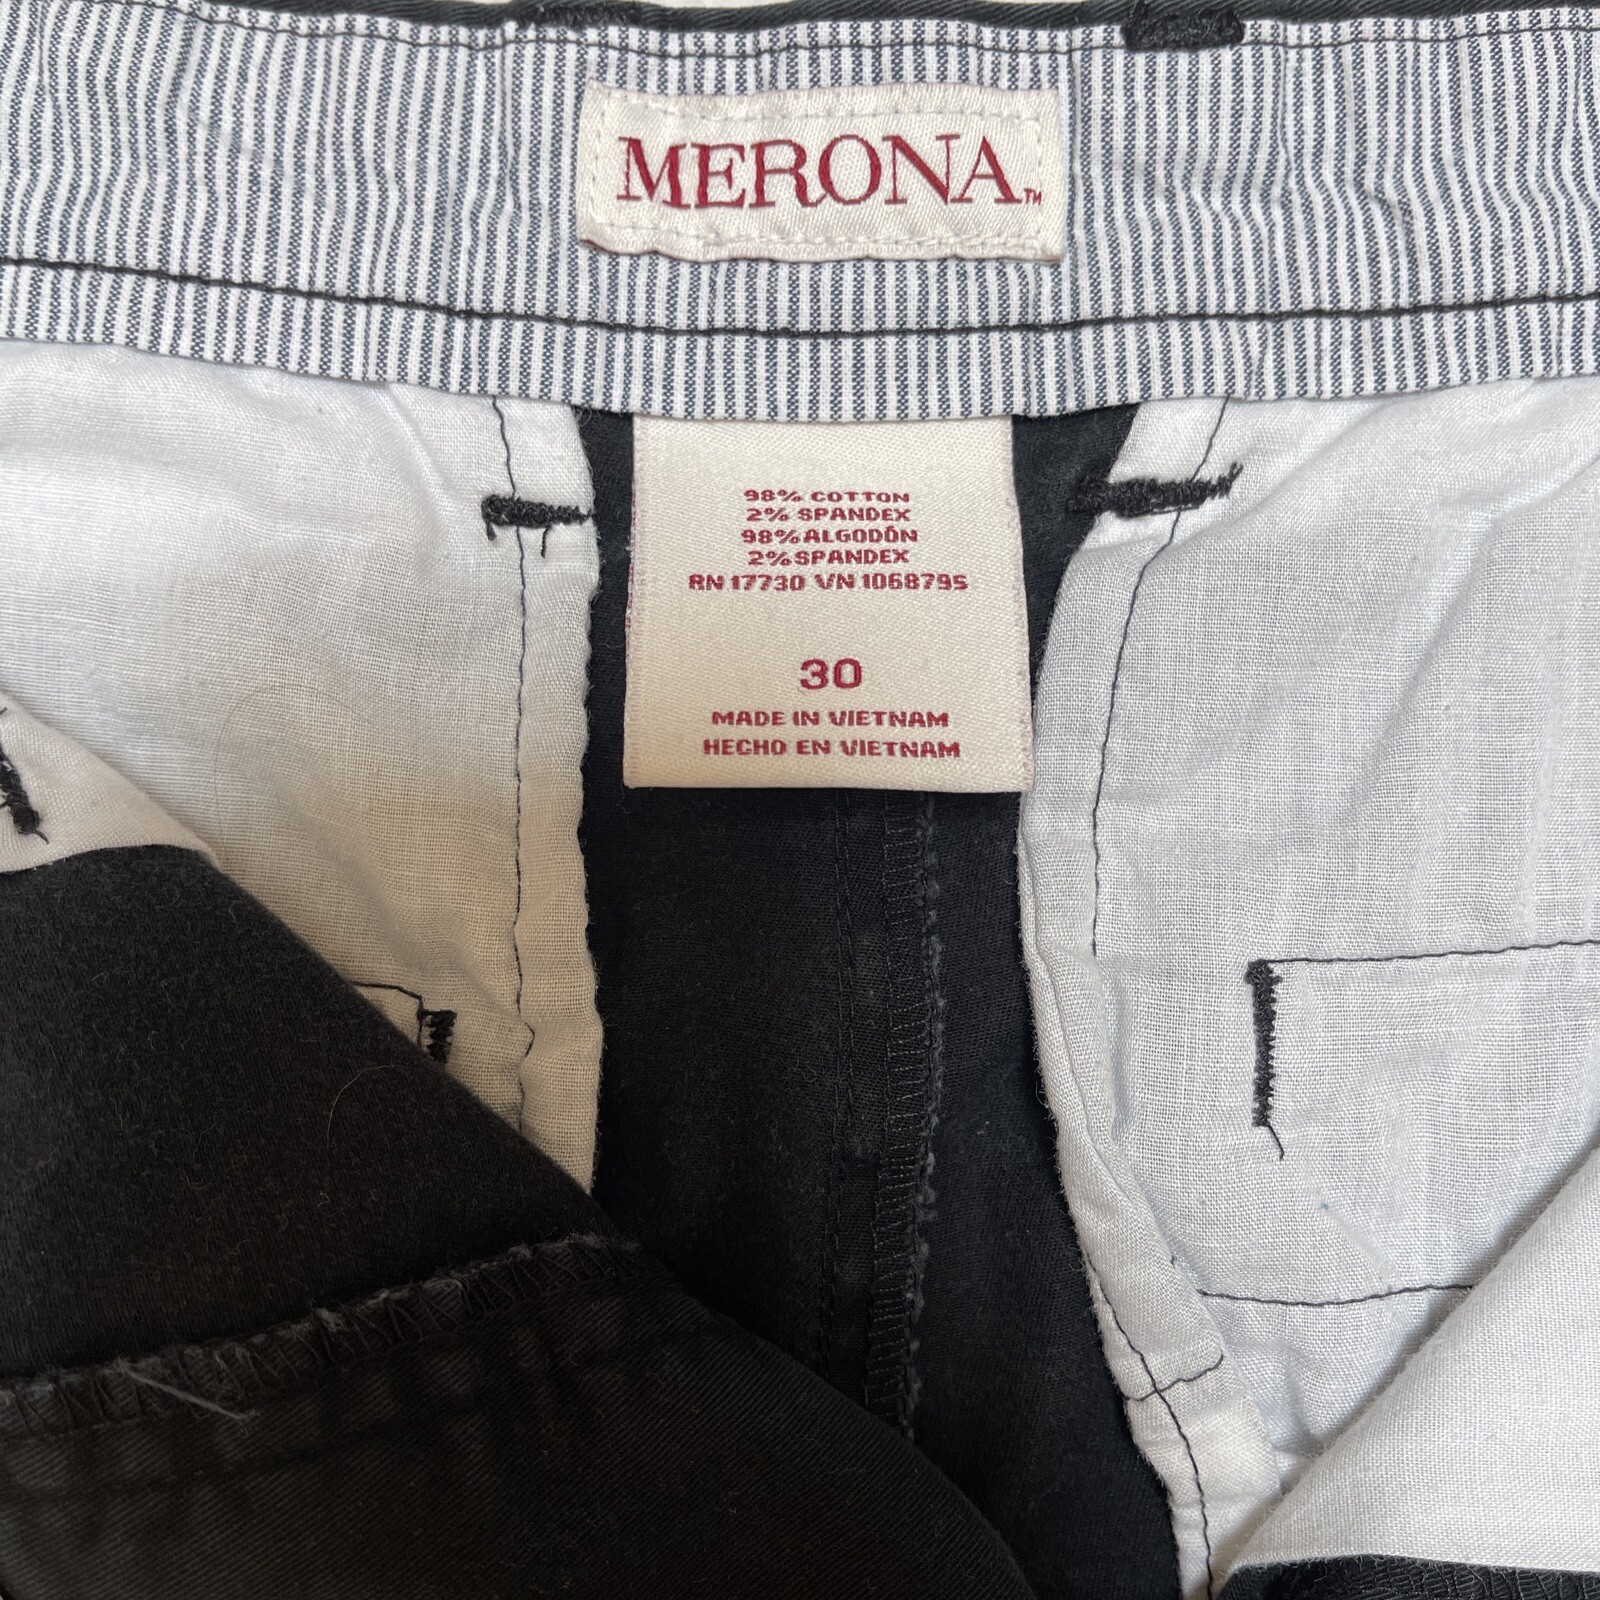 MERONA™
98% COTTON
2% SPANDEX
98%ALGODÓN
2%SPANDEX
RN 17730 VN 1068795
30
MADE IN VIETNAM
HECHO EN VIETNAM